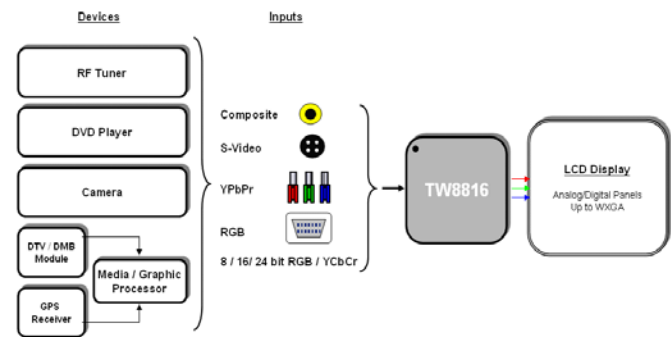 Devices
Inputs
RF Tuner
DVD Player
Camera
DTV / DMB
Module
Media / Graphic
Processor
GPS
Receiver
Composite
S-Video
YPbPr
RGB
8 / 16/ 24 bit RGB / YCbCr
TW8816
LCD Display
Analog/Digital Panels
Up to WXGA